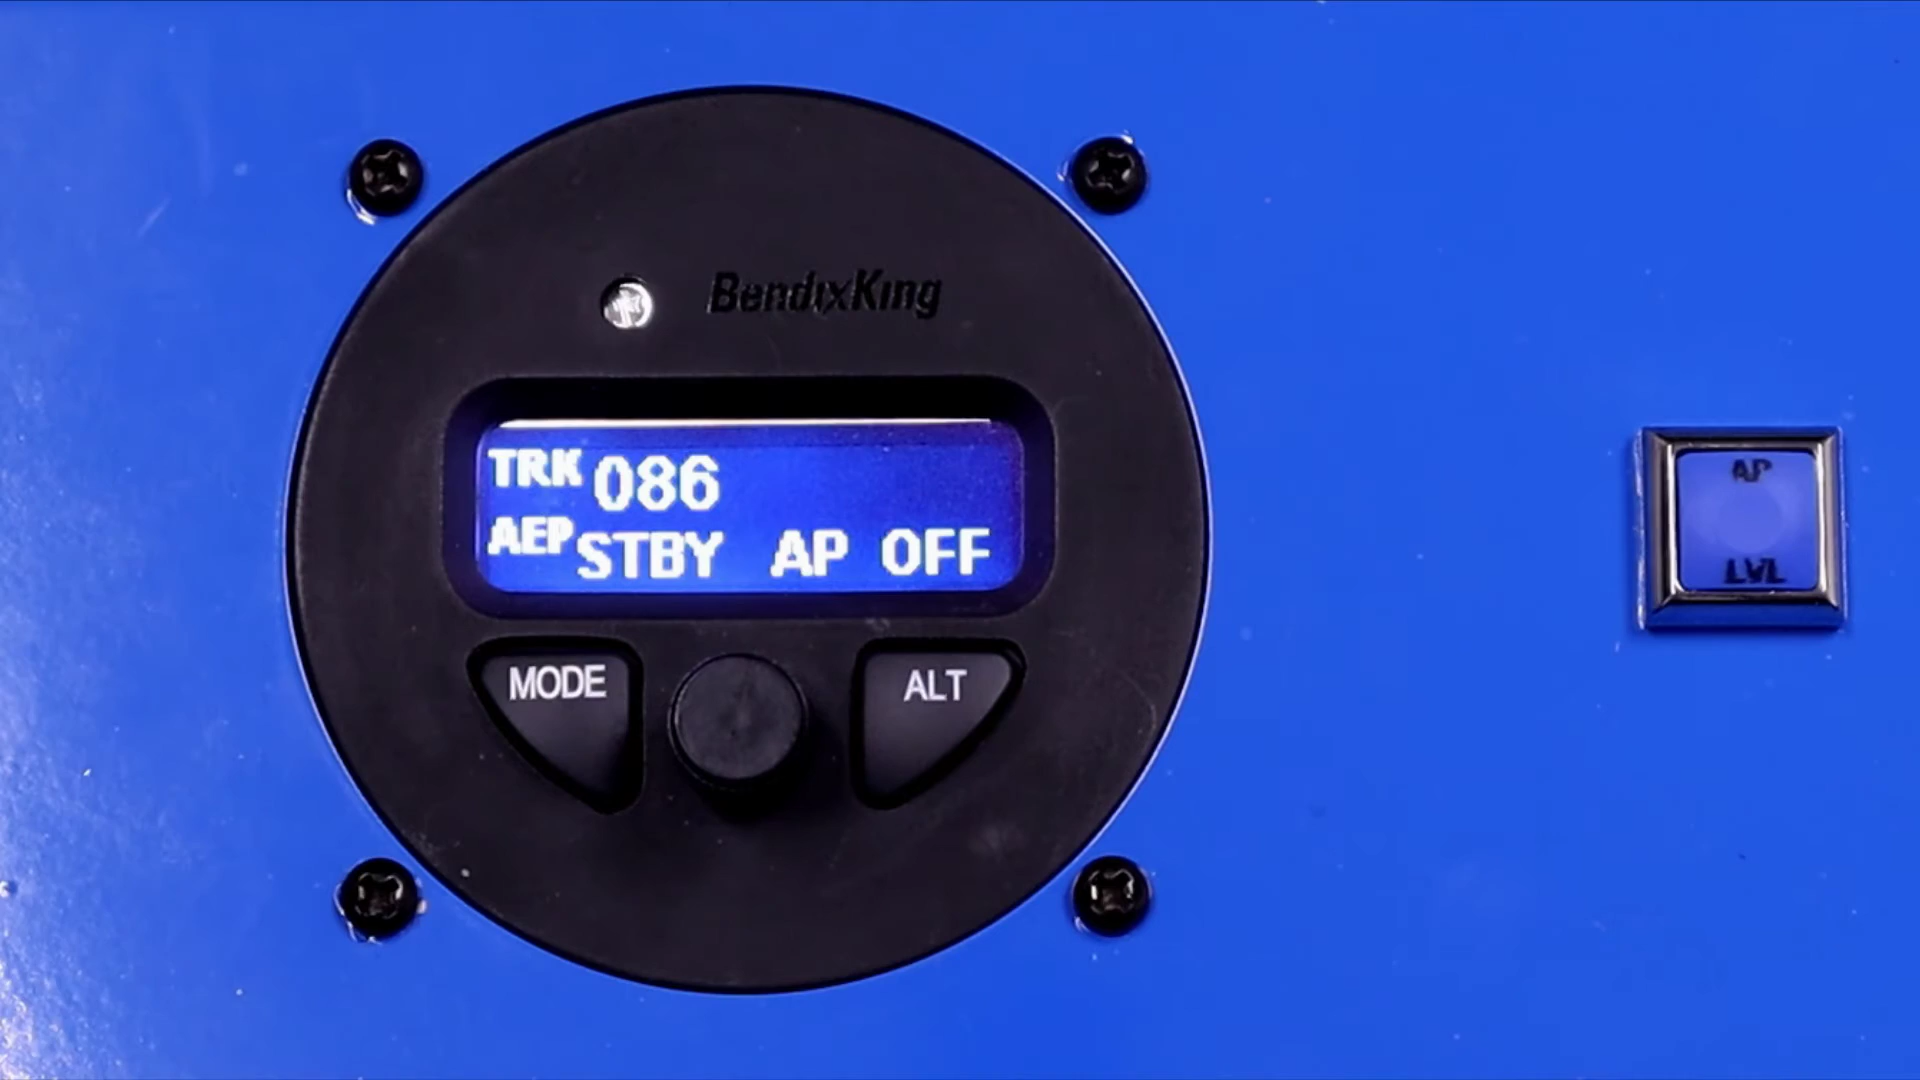 BendixKing
TRK 086
AEP STBY AP OFF
MODE
ALT
AP
LVL